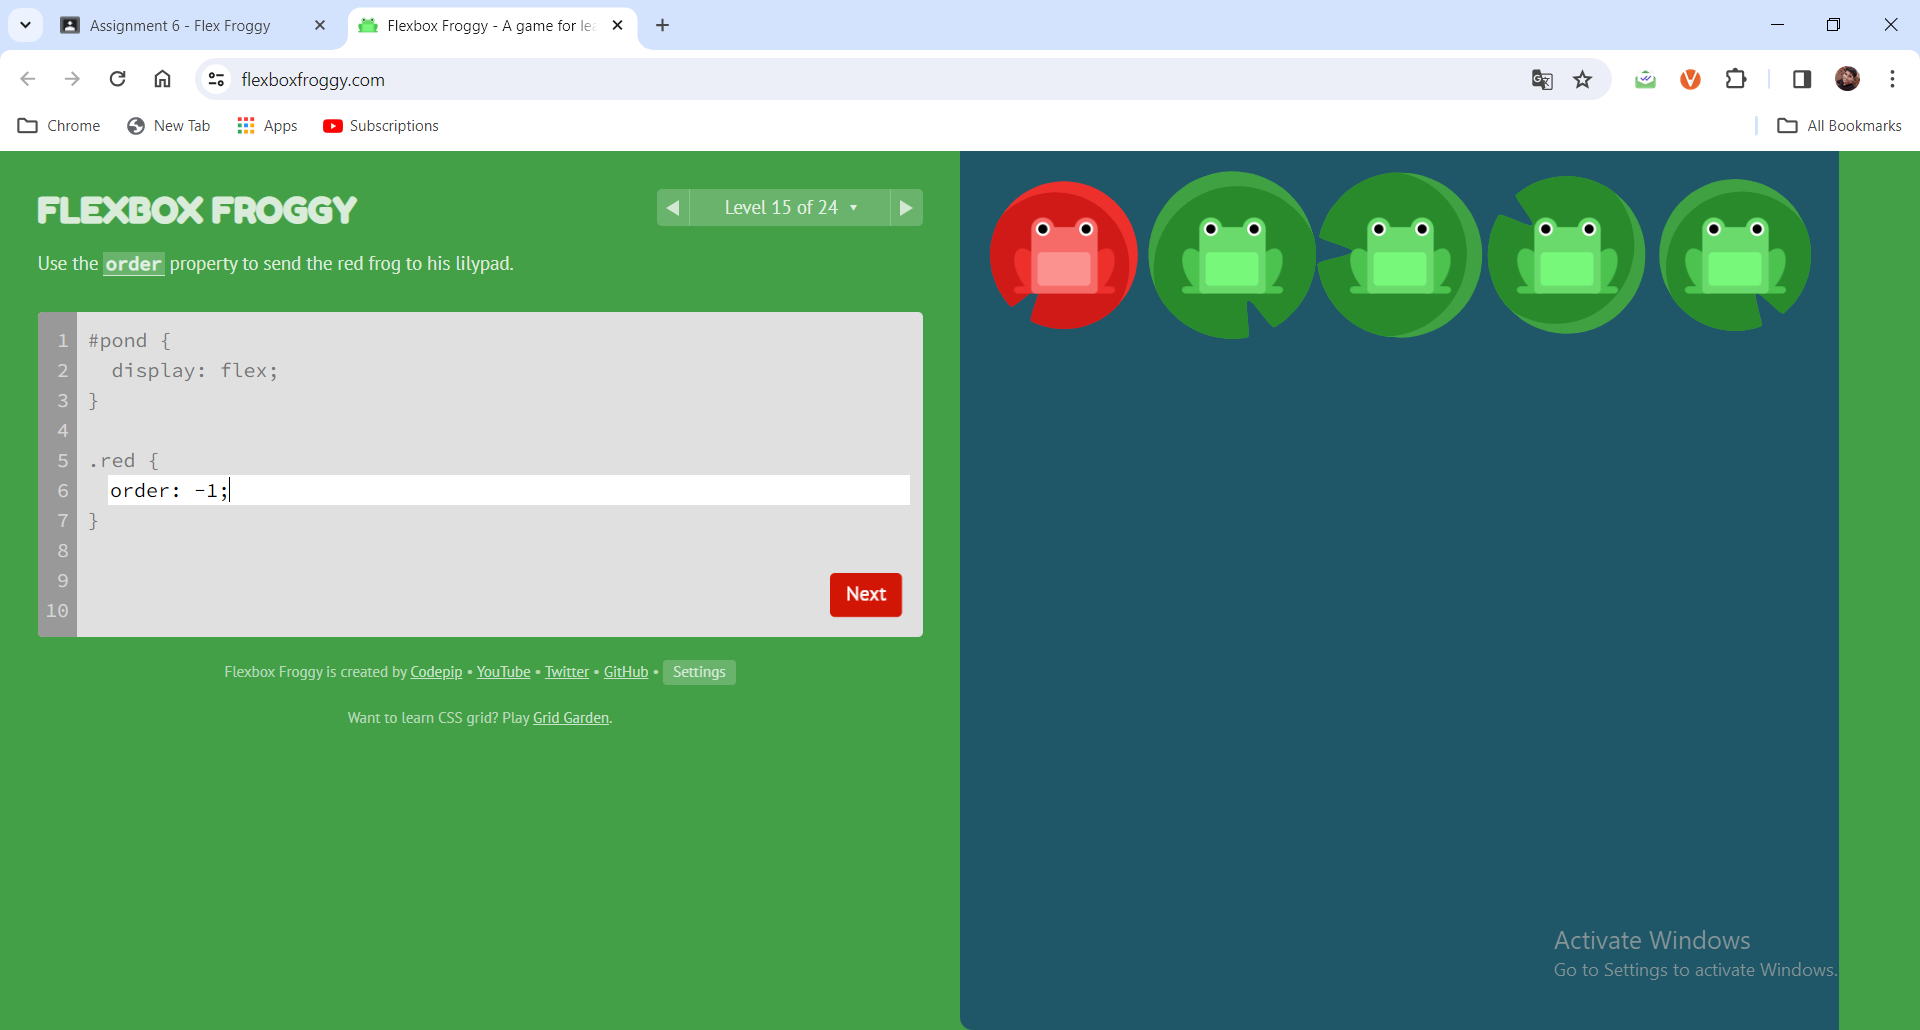 Assignment 6 - Flex Froggy
Flexbox Froggy - A game for lea
flexboxfroggy.com
Chrome
New Tab
Apps
Subscriptions
All Bookmarks
FLEXBOX FROGGY
Level 15 of 24
Use the order property to send the red frog to his lilypad.
1 #pond {
2 display: flex;
3 }
4
5 .red {
6 order: -1;
7 }
8
9
10
Next
Flexbox Froggy is created by Codepip • YouTube • Twitter • GitHub • Settings
Want to learn CSS grid? Play Grid Garden.
Activate Windows
Go to Settings to activate Windows.